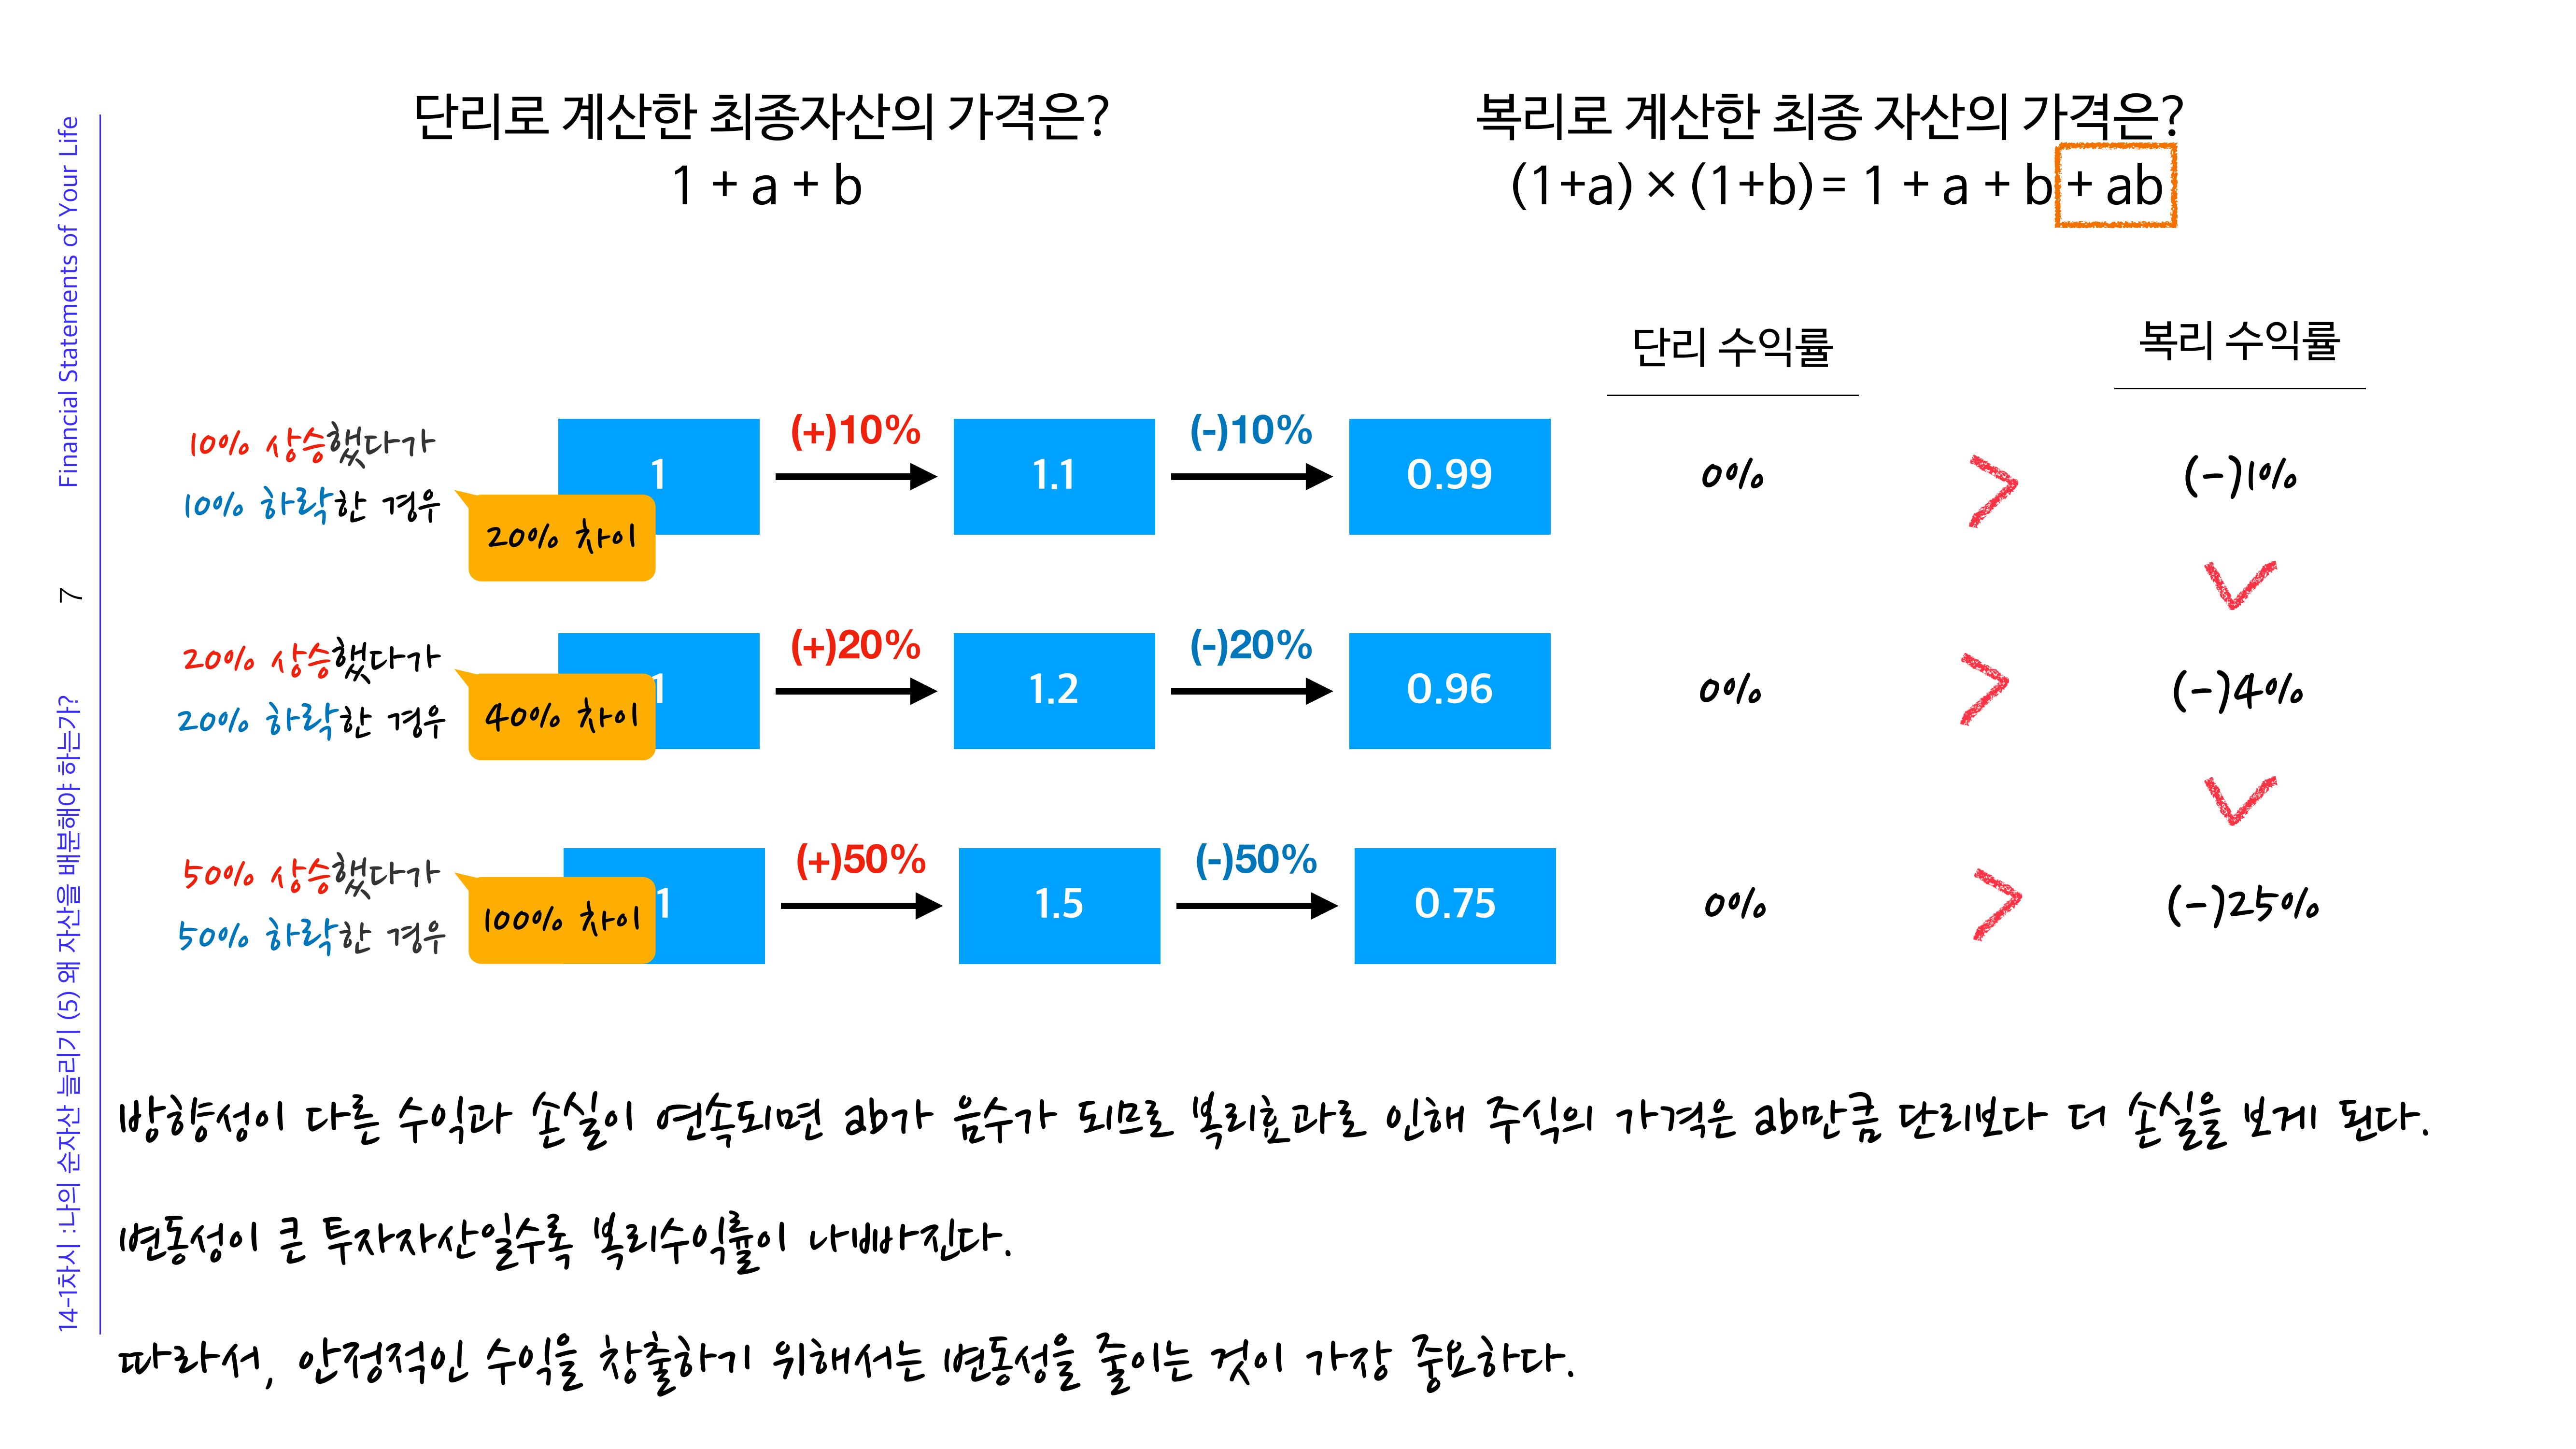 단리로 계산한 최종자산의 가격은?
1 + a + b
복리로 계산한 최종 자산의 가격은?
(1+a) × (1+b) = 1 + a + b + ab
단리 수익률
복리 수익률
10% 상승했다가
10% 하락한 경우
20% 차이
1
(+)10%
1.1
(-)10%
0.99
0%
>
(-)1%
20% 상승했다가
20% 하락한 경우
40% 차이
1
(+)20%
1.2
(-)20%
0.96
0%
>
(-)4%
50% 상승했다가
50% 하락한 경우
100% 차이
1
(+)50%
1.5
(-)50%
0.75
0%
>
(-)25%
방향성이 다른 수익과 손실이 연속되면 ab가 음수가 되므로 복리효과로 인해 주식의 가격은 ab만큼 단리보다 더 손실을 보게 된다.
변동성이 큰 투자자산일수록 복리수익률이 나빠진다.
따라서, 안정적인 수익을 창출하기 위해서는 변동성을 줄이는 것이 가장 중요하다.
14-1차시 :나의 순자산 늘리기 (5) 왜 자산을 배분해야 하는가?
7
Financial Statements of Your Life